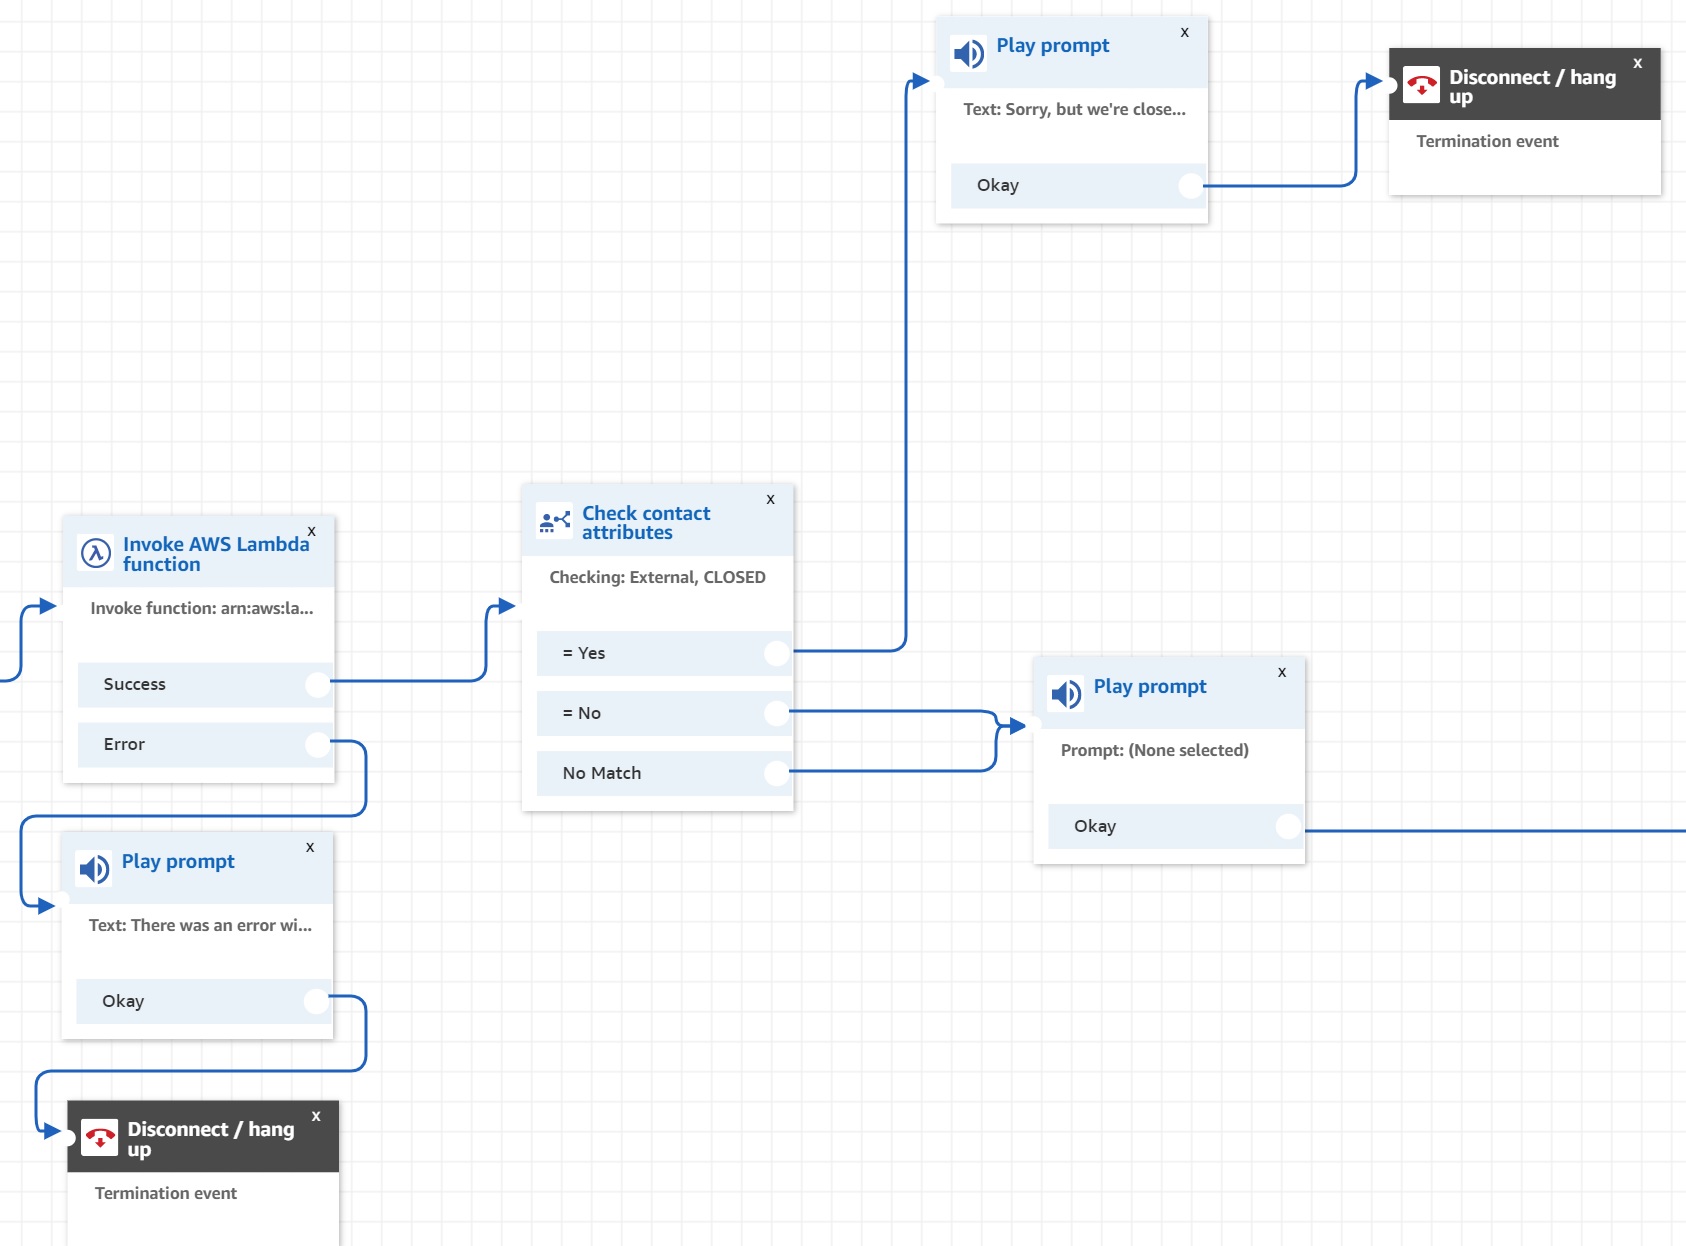 Play prompt
x
Text: Sorry, but we're close...
Okay
Disconnect / hang
up
x
Termination event
Invoke AWS Lambda
function
x
Invoke function: arn:aws:la...
Success
Error
Check contact
attributes
x
Checking: External, CLOSED
= Yes
= No
No Match
Play prompt
x
Prompt: (None selected)
Okay
Play prompt
x
Text: There was an error wi...
Okay
Disconnect / hang
up
x
Termination event